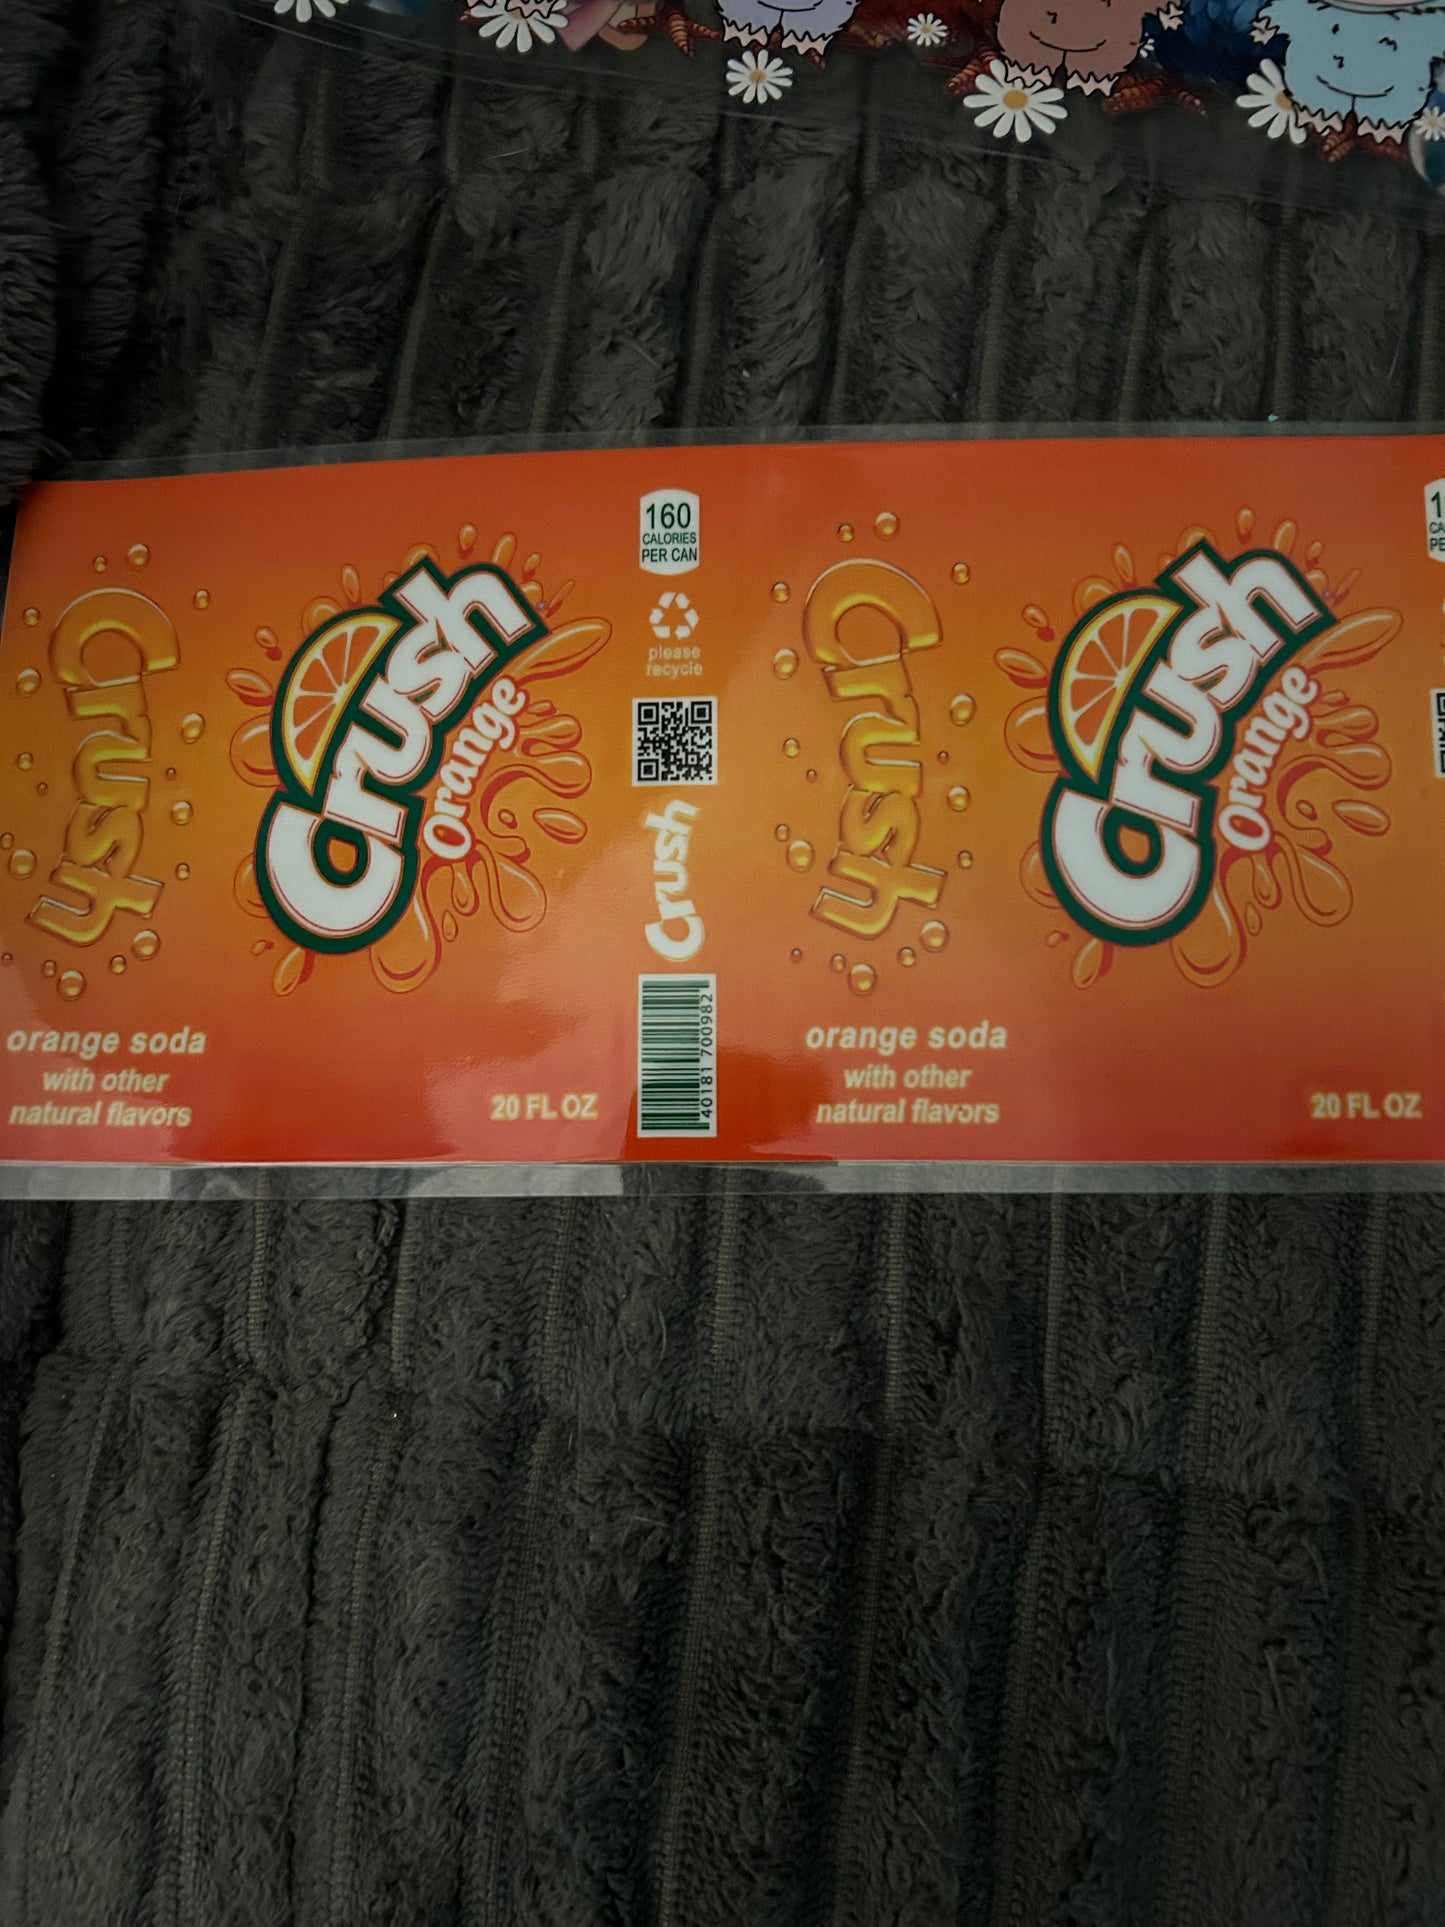 Crush
Crush
Orange
orange soda
with other
natural flavors
20 FL OZ
160
CALORIES
PER CAN
please
recycle
Crush
40181 700982
Crush
Crush
Orange
orange soda
with other
natural flavors
20 FL OZ